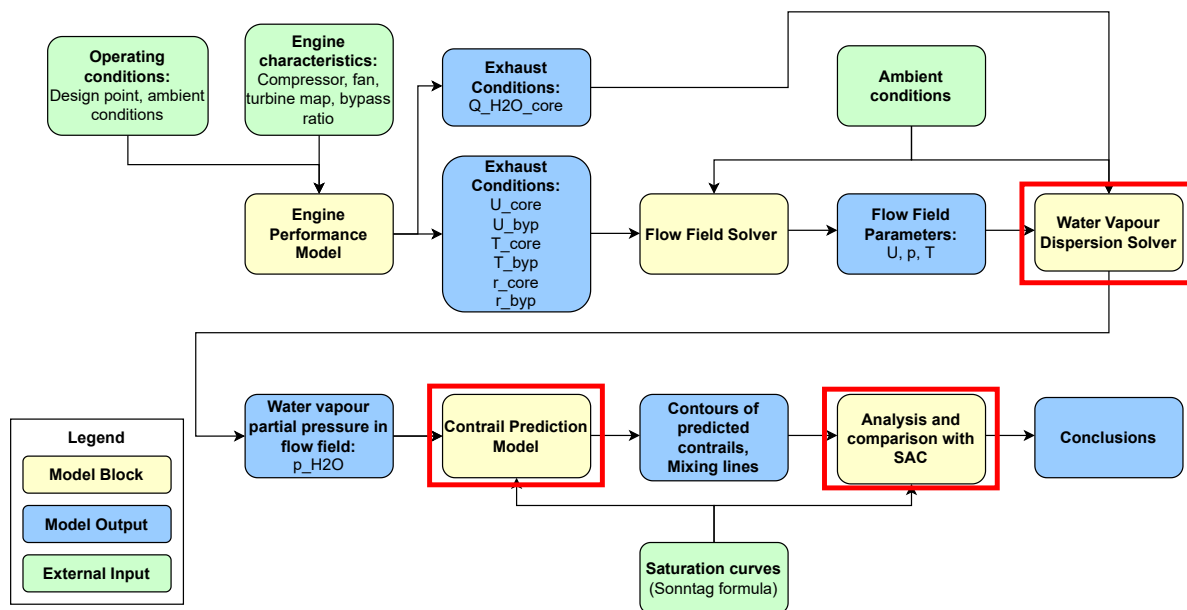 Operating
conditions:
Design point, ambient
conditions
Engine
characteristics:
Compressor, fan,
turbine map, bypass
ratio
Exhaust
Conditions:
Q_H2O_core
Ambient
conditions
Engine
Performance
Model
Exhaust
Conditions:
U_core
U_byp
T_core
T_byp
r_core
r_byp
Flow Field Solver
Flow Field
Parameters:
U, p, T
Water Vapour
Dispersion Solver
Water vapour
partial pressure in
flow field:
p_H2O
Contrail Prediction
Model
Contours of
predicted
contrails,
Mixing lines
Analysis and
comparison with
SAC
Conclusions
Legend
Model Block
Model Output
External Input
Saturation curves
(Sonntag formula)